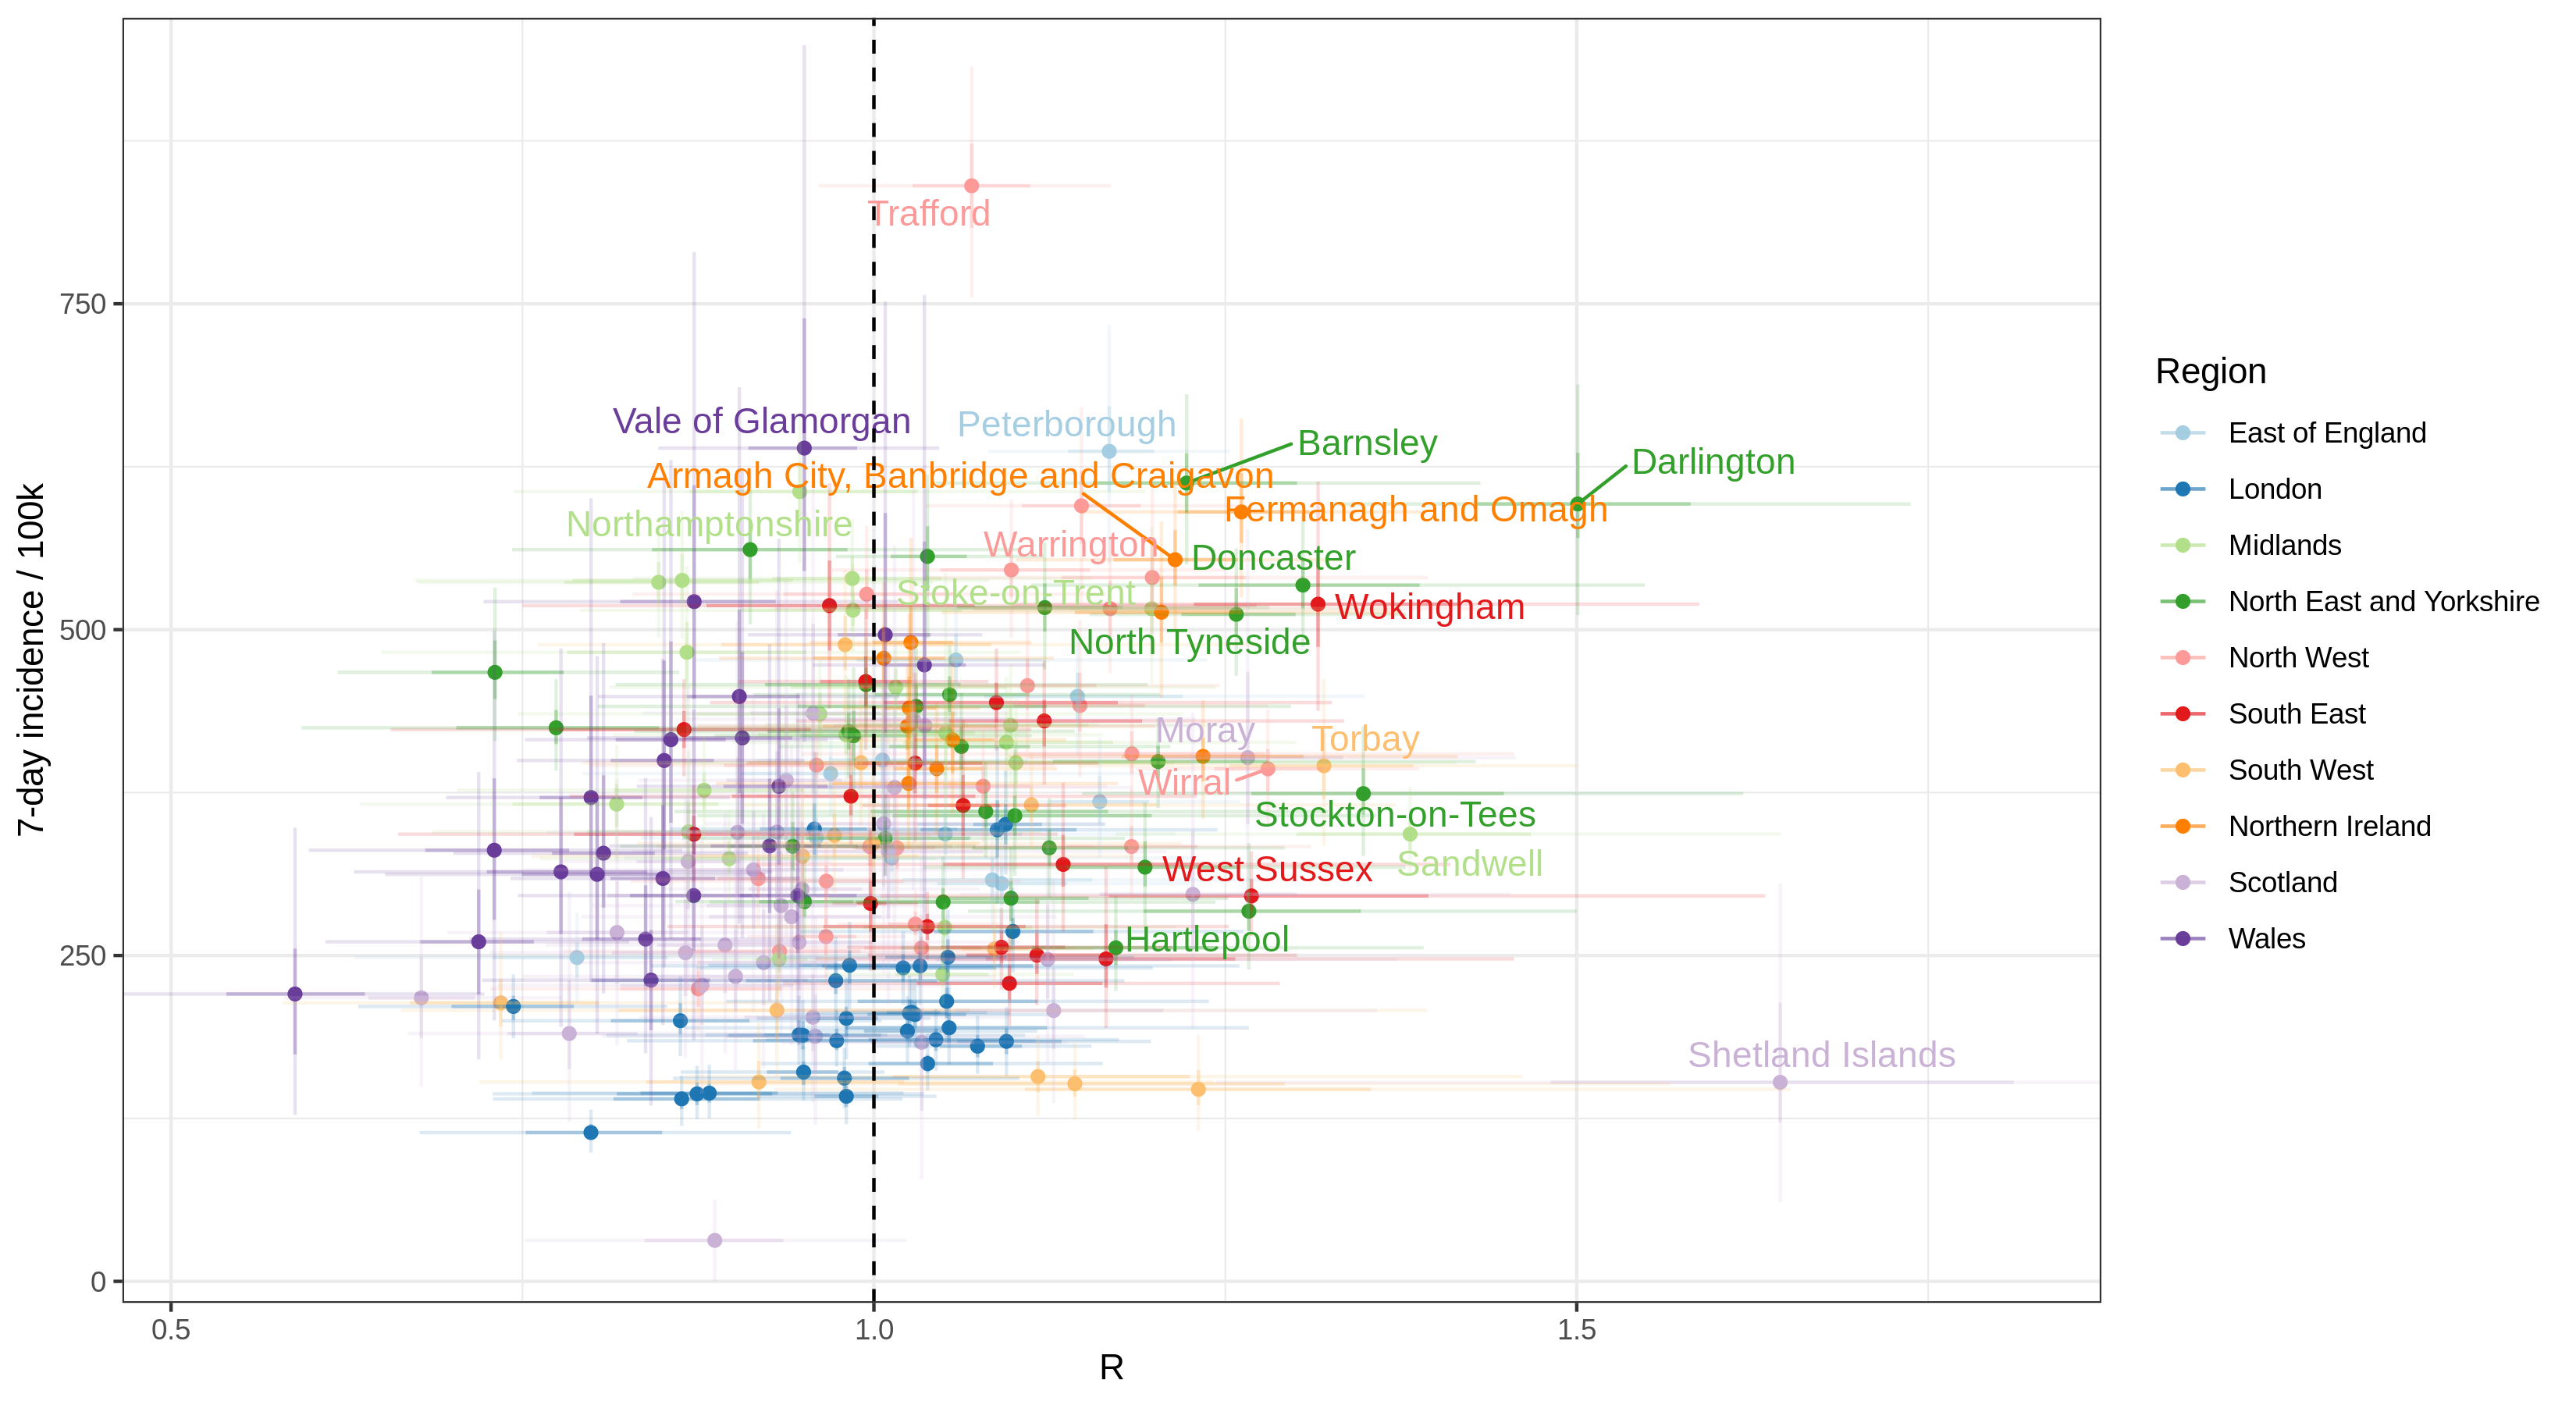 Trafford
Vale of Glamorgan
Peterborough
Barnsley
Darlington
Armagh City, Banbridge and Craigavon
Fermanagh and Omagh
Northamptonshire
Warrington
Doncaster
Stoke-on-Trent
Wokingham
North Tyneside
Moray
Torbay
Wirral
Stockton-on-Tees
West Sussex
Sandwell
Hartlepool
Shetland Islands
750
500
250
0
7-day incidence / 100k
0.5
1.0
1.5
R
Region
East of England
London
Midlands
North East and Yorkshire
North West
South East
South West
Northern Ireland
Scotland
Wales